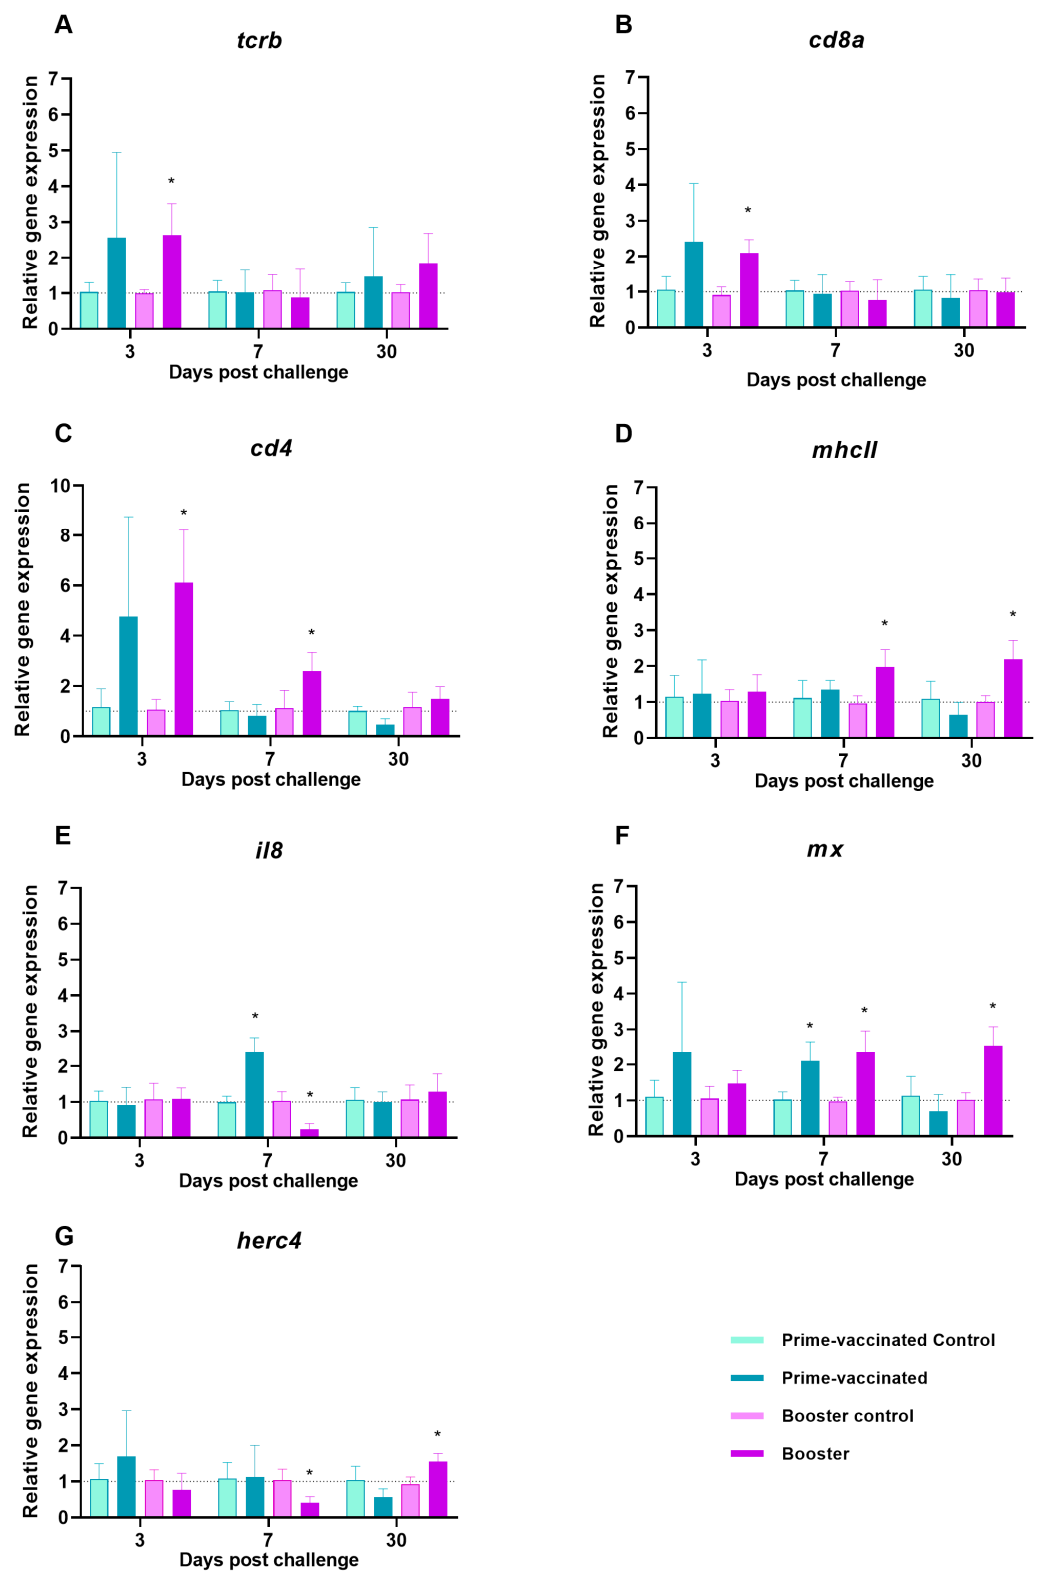 A
tcrb
Relative gene expression
7
6
5
4
3
2
1
0
*
3
7
30
Days post challenge
B
cd8a
Relative gene expression
7
6
5
4
3
2
1
0
*
3
7
30
Days post challenge
C
cd4
Relative gene expression
10
8
6
4
2
0
*
*
3
7
30
Days post challenge
D
mhcII
Relative gene expression
7
6
5
4
3
2
1
0
*
*
3
7
30
Days post challenge
E
il8
Relative gene expression
7
6
5
4
3
2
1
0
*
*
3
7
30
Days post challenge
F
mx
Relative gene expression
7
6
5
4
3
2
1
0
*
*
*
3
7
30
Days post challenge
G
herc4
Relative gene expression
7
6
5
4
3
2
1
0
*
*
3
7
30
Days post challenge
Prime-vaccinated Control
Prime-vaccinated
Booster control
Booster